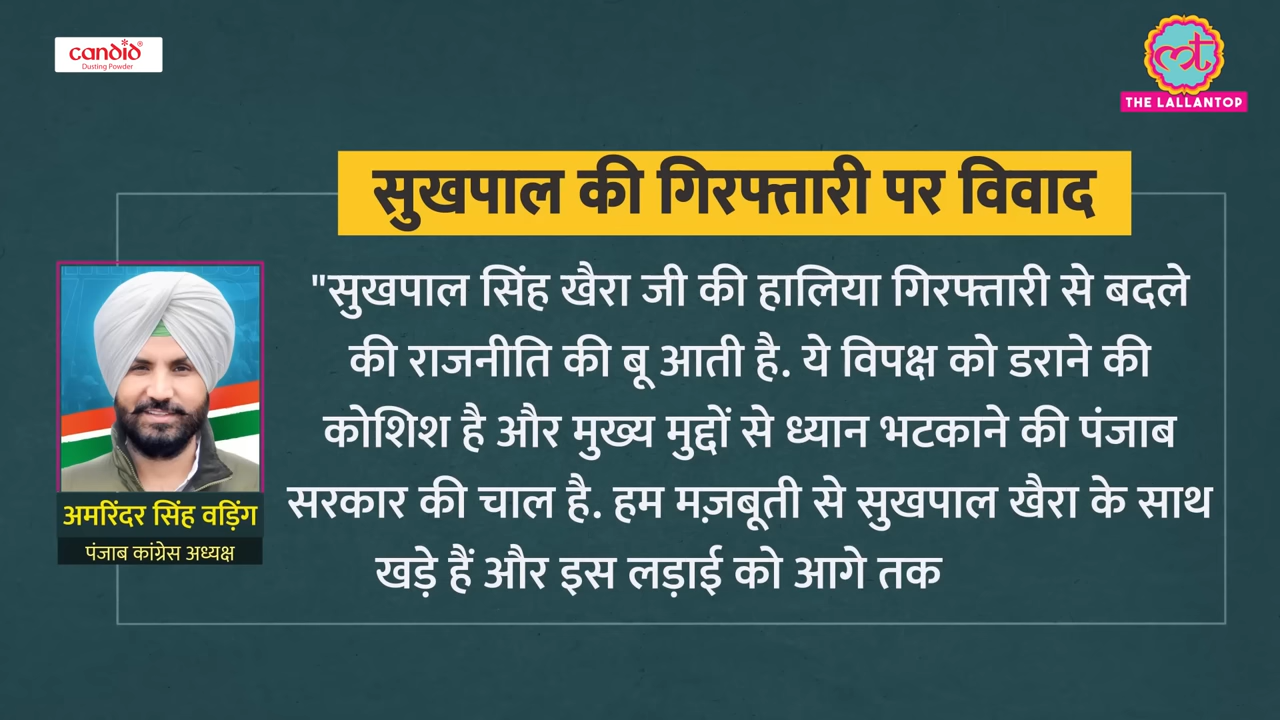 candid
Dusting Powder
THE LALLANTOP
सुखपाल की गिरफ्तारी पर विवाद
"सुखपाल सिंह खैरा जी की हालिया गिरफ्तारी से बदले
की राजनीति की बू आती है. ये विपक्ष को डराने की
कोशिश है और मुख्य मुद्दों से ध्यान भटकाने की पंजाब
सरकार की चाल है. हम मज़बूती से सुखपाल खैरा के साथ
खड़े हैं और इस लड़ाई को आगे तक
अमरिंदर सिंह वड़िंग
पंजाब कांग्रेस अध्यक्ष